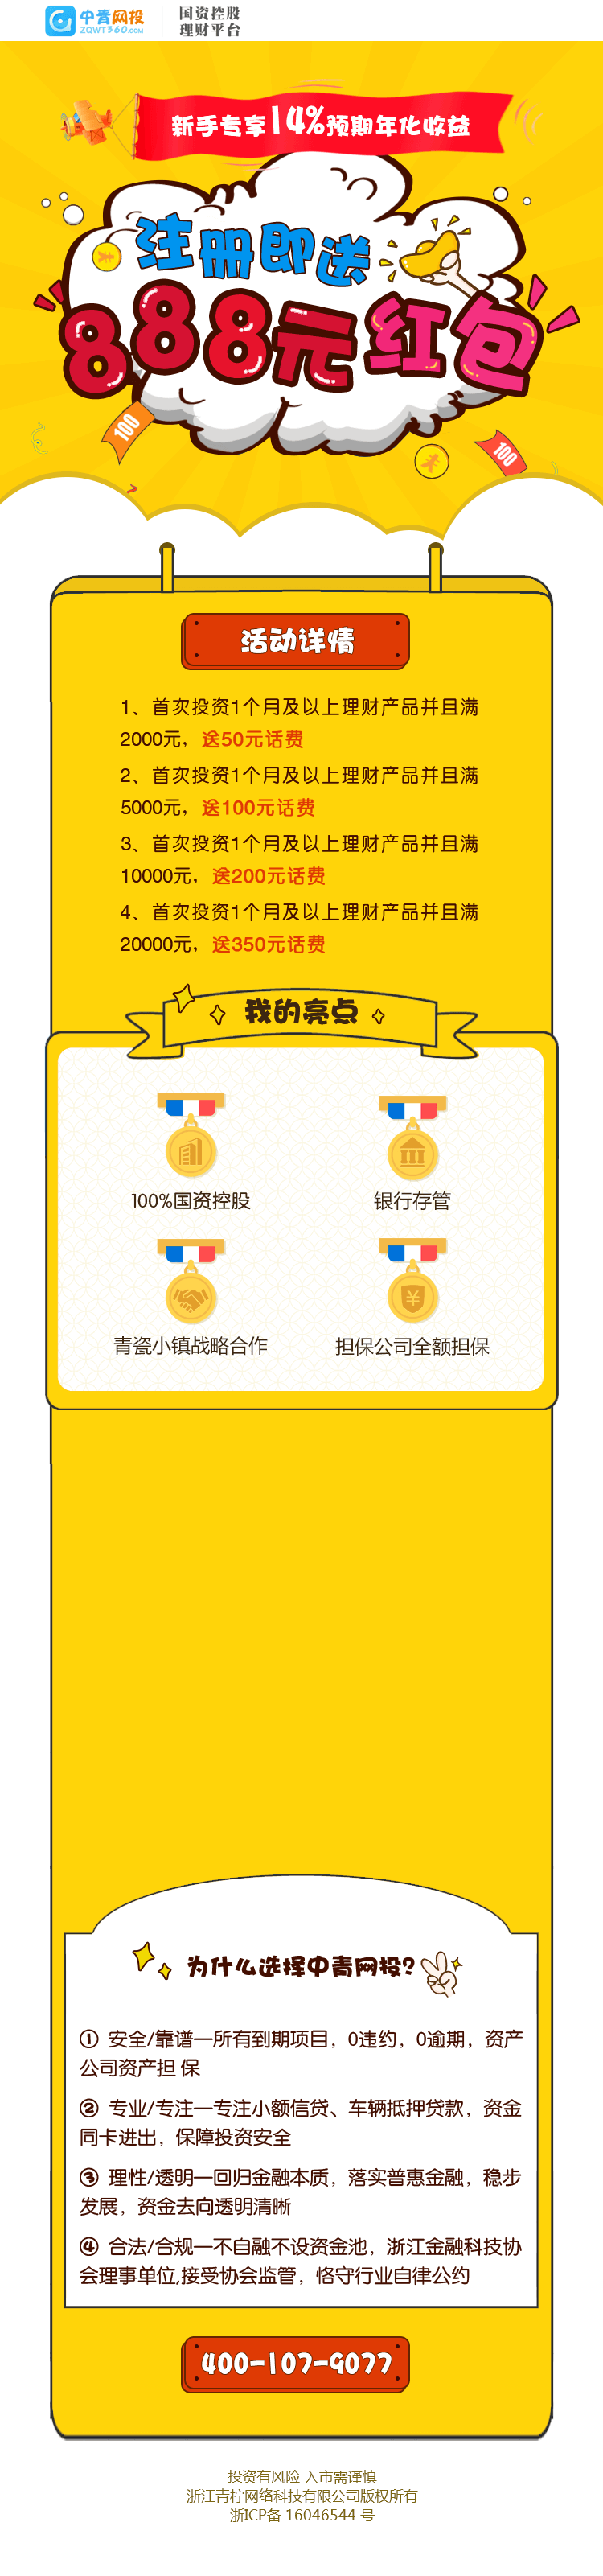 中青网投
ZQWT360.COM
国资控股
理财平台
新手专享14%预期年化收益
注册即送
888元红包
100
100
活动详情
1、首次投资1个月及以上理财产品并且满
2000元，送50元话费
2、首次投资1个月及以上理财产品并且满
5000元，送100元话费
3、首次投资1个月及以上理财产品并且满
10000元，送200元话费
4、首次投资1个月及以上理财产品并且满
20000元，送350元话费
我的亮点
100%国资控股
银行存管
青瓷小镇战略合作
担保公司全额担保
为什么选择中青网投?
① 安全/靠谱—所有到期项目，0违约，0逾期，资产
公司资产担 保
② 专业/专注—专注小额信贷、车辆抵押贷款，资金
同卡进出，保障投资安全
③ 理性/透明—回归金融本质，落实普惠金融，稳步
发展，资金去向透明清晰
④ 合法/合规—不自融不设资金池，浙江金融科技协
会理事单位,接受协会监管，恪守行业自律公约
400-107-9077
投资有风险 入市需谨慎
浙江青柠网络科技有限公司版权所有
浙ICP备 16046544 号